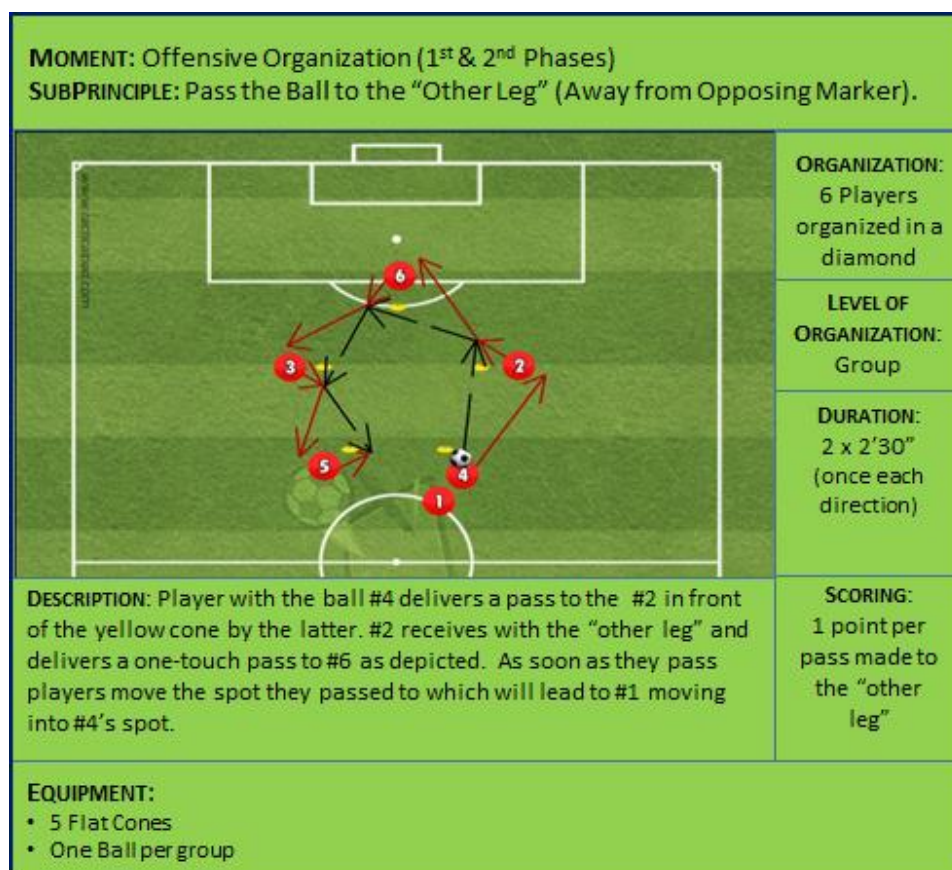 MOMENT: Offensive Organization (1st & 2nd Phases)
SUBPRINCIPLE: Pass the Ball to the “Other Leg” (Away from Opposing Marker).
ORGANIZATION:
6 Players
organized in a
diamond
LEVEL OF
ORGANIZATION:
Group
DURATION:
2 x 2’30”
(once each
direction)
6
3
2
5
4
1
DESCRIPTION: Player with the ball #4 delivers a pass to the #2 in front
of the yellow cone by the latter. #2 receives with the “other leg” and
delivers a one-touch pass to #6 as depicted. As soon as they pass
players move the spot they passed to which will lead to #1 moving
into #4’s spot.
SCORING:
1 point per
pass made to
the “other
leg”
EQUIPMENT:
• 5 Flat Cones
• One Ball per group